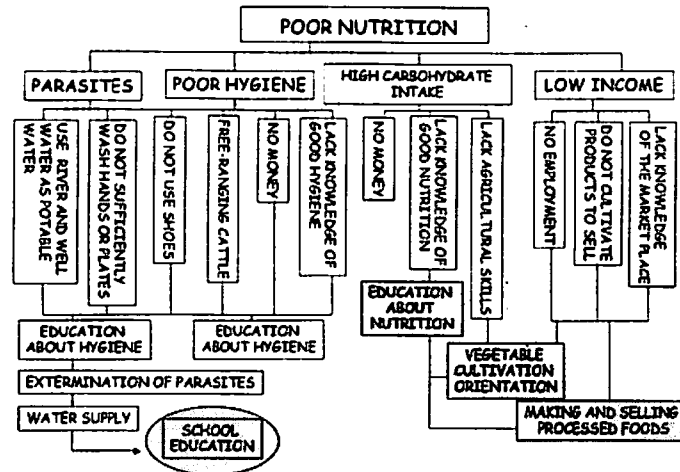 POOR NUTRITION
PARASITES
POOR HYGIENE
HIGH CARBOHYDRATE
INTAKE
LOW INCOME
USE RIVER AND WELL
WATER AS POTABLE
WATER
DO NOT SUFFICIENTLY
WASH HANDS OR PLATES
DO NOT USE SHOES
FREE-RANGING CATTLE
NO MONEY
LACK KNOWLEDGE OF
GOOD HYGIENE
NO MONEY
LACK KNOWLEDGE OF
GOOD NUTRITION
LACK AGRICULTURAL SKILLS
NO EMPLOYMENT
DO NOT CULTIVATE
PRODUCTS TO SELL
LACK KNOWLEDGE
OF THE MARKET PLACE
EDUCATION
ABOUT HYGIENE
EDUCATION
ABOUT HYGIENE
EDUCATION
ABOUT
NUTRITION
EXTERMINATION OF PARASITES
VEGETABLE
CULTIVATION
ORIENTATION
WATER SUPPLY
SCHOOL
EDUCATION
MAKING AND SELLING
PROCESSED FOODS